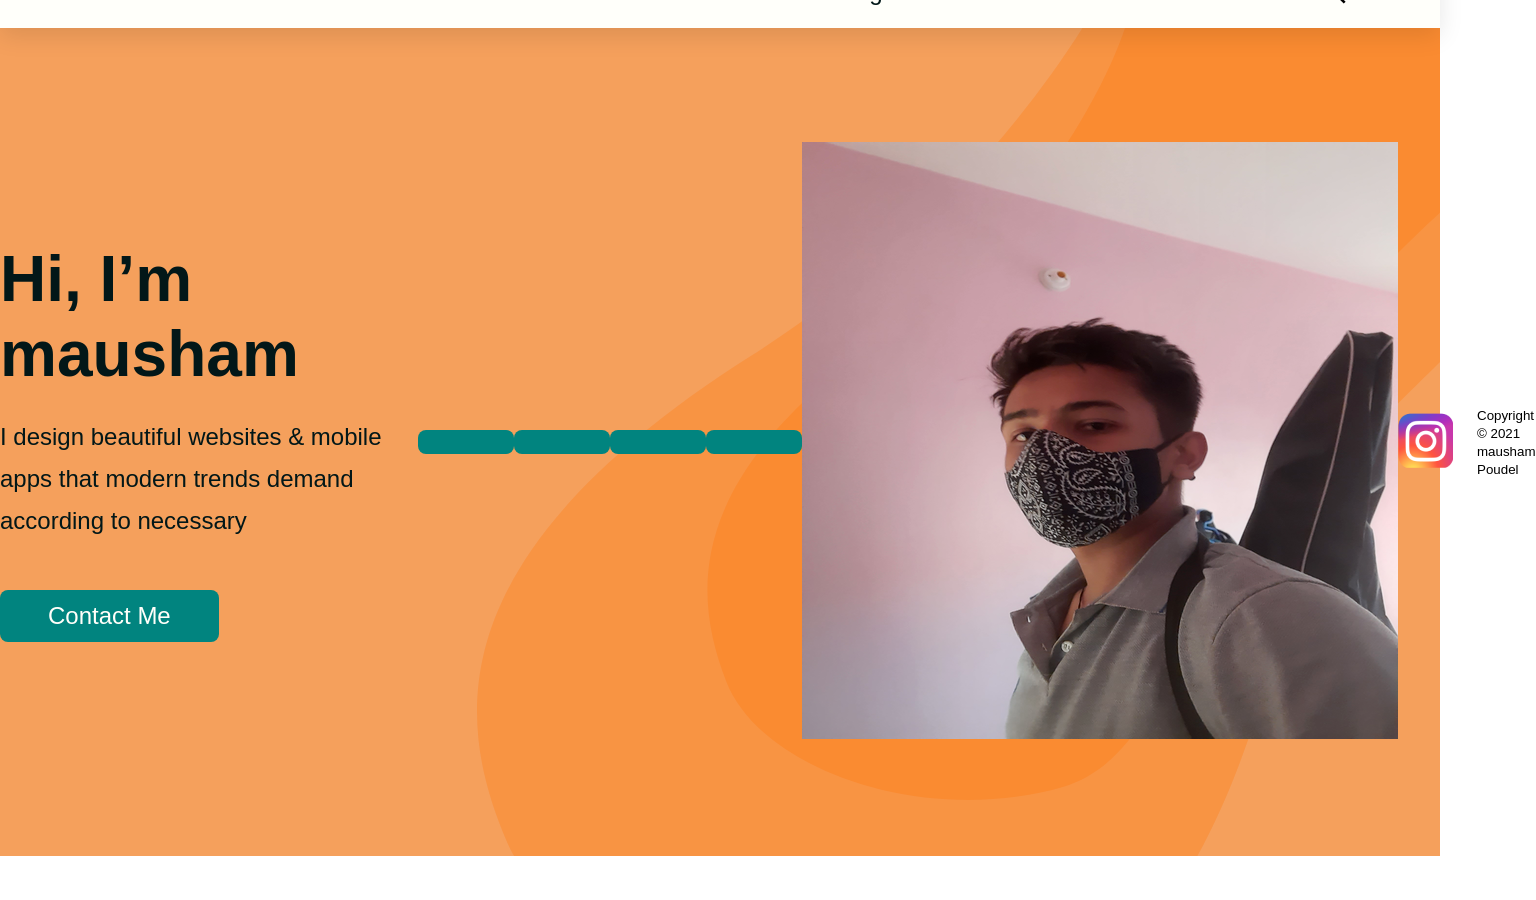 Hi, I’m
mausham
I design beautiful websites & mobile
apps that modern trends demand
according to necessary
Contact Me
Copyright
© 2021
mausham
Poudel